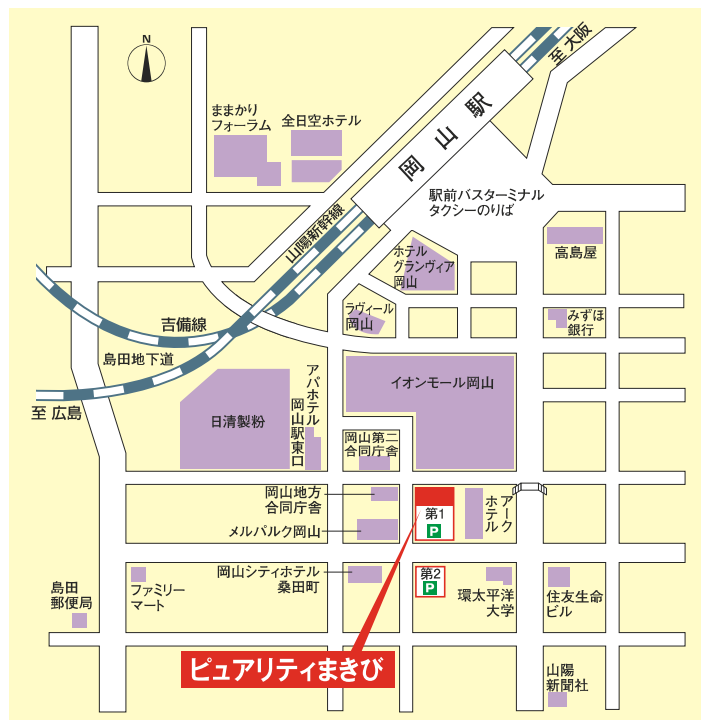 N
至 大阪
岡山駅
ままかり
フォーラム
全日空ホテル
駅前バスターミナル
タクシーのりば
山陽新幹線
ホテル
グランヴィア
岡山
高島屋
ラヴィール
岡山
みずほ
銀行
吉備線
島田地下道
至 広島
日清製粉
アパホテル
岡山駅東口
イオンモール岡山
岡山第二
合同庁舎
岡山地方
合同庁舎
メルパルク岡山
第1
P
アーク
ホテル
岡山シティホテル
桑田町
第2
P
島田
郵便局
ファミリー
マート
環太平洋
大学
住友生命
ビル
ピュアリティまきび
山陽
新聞社